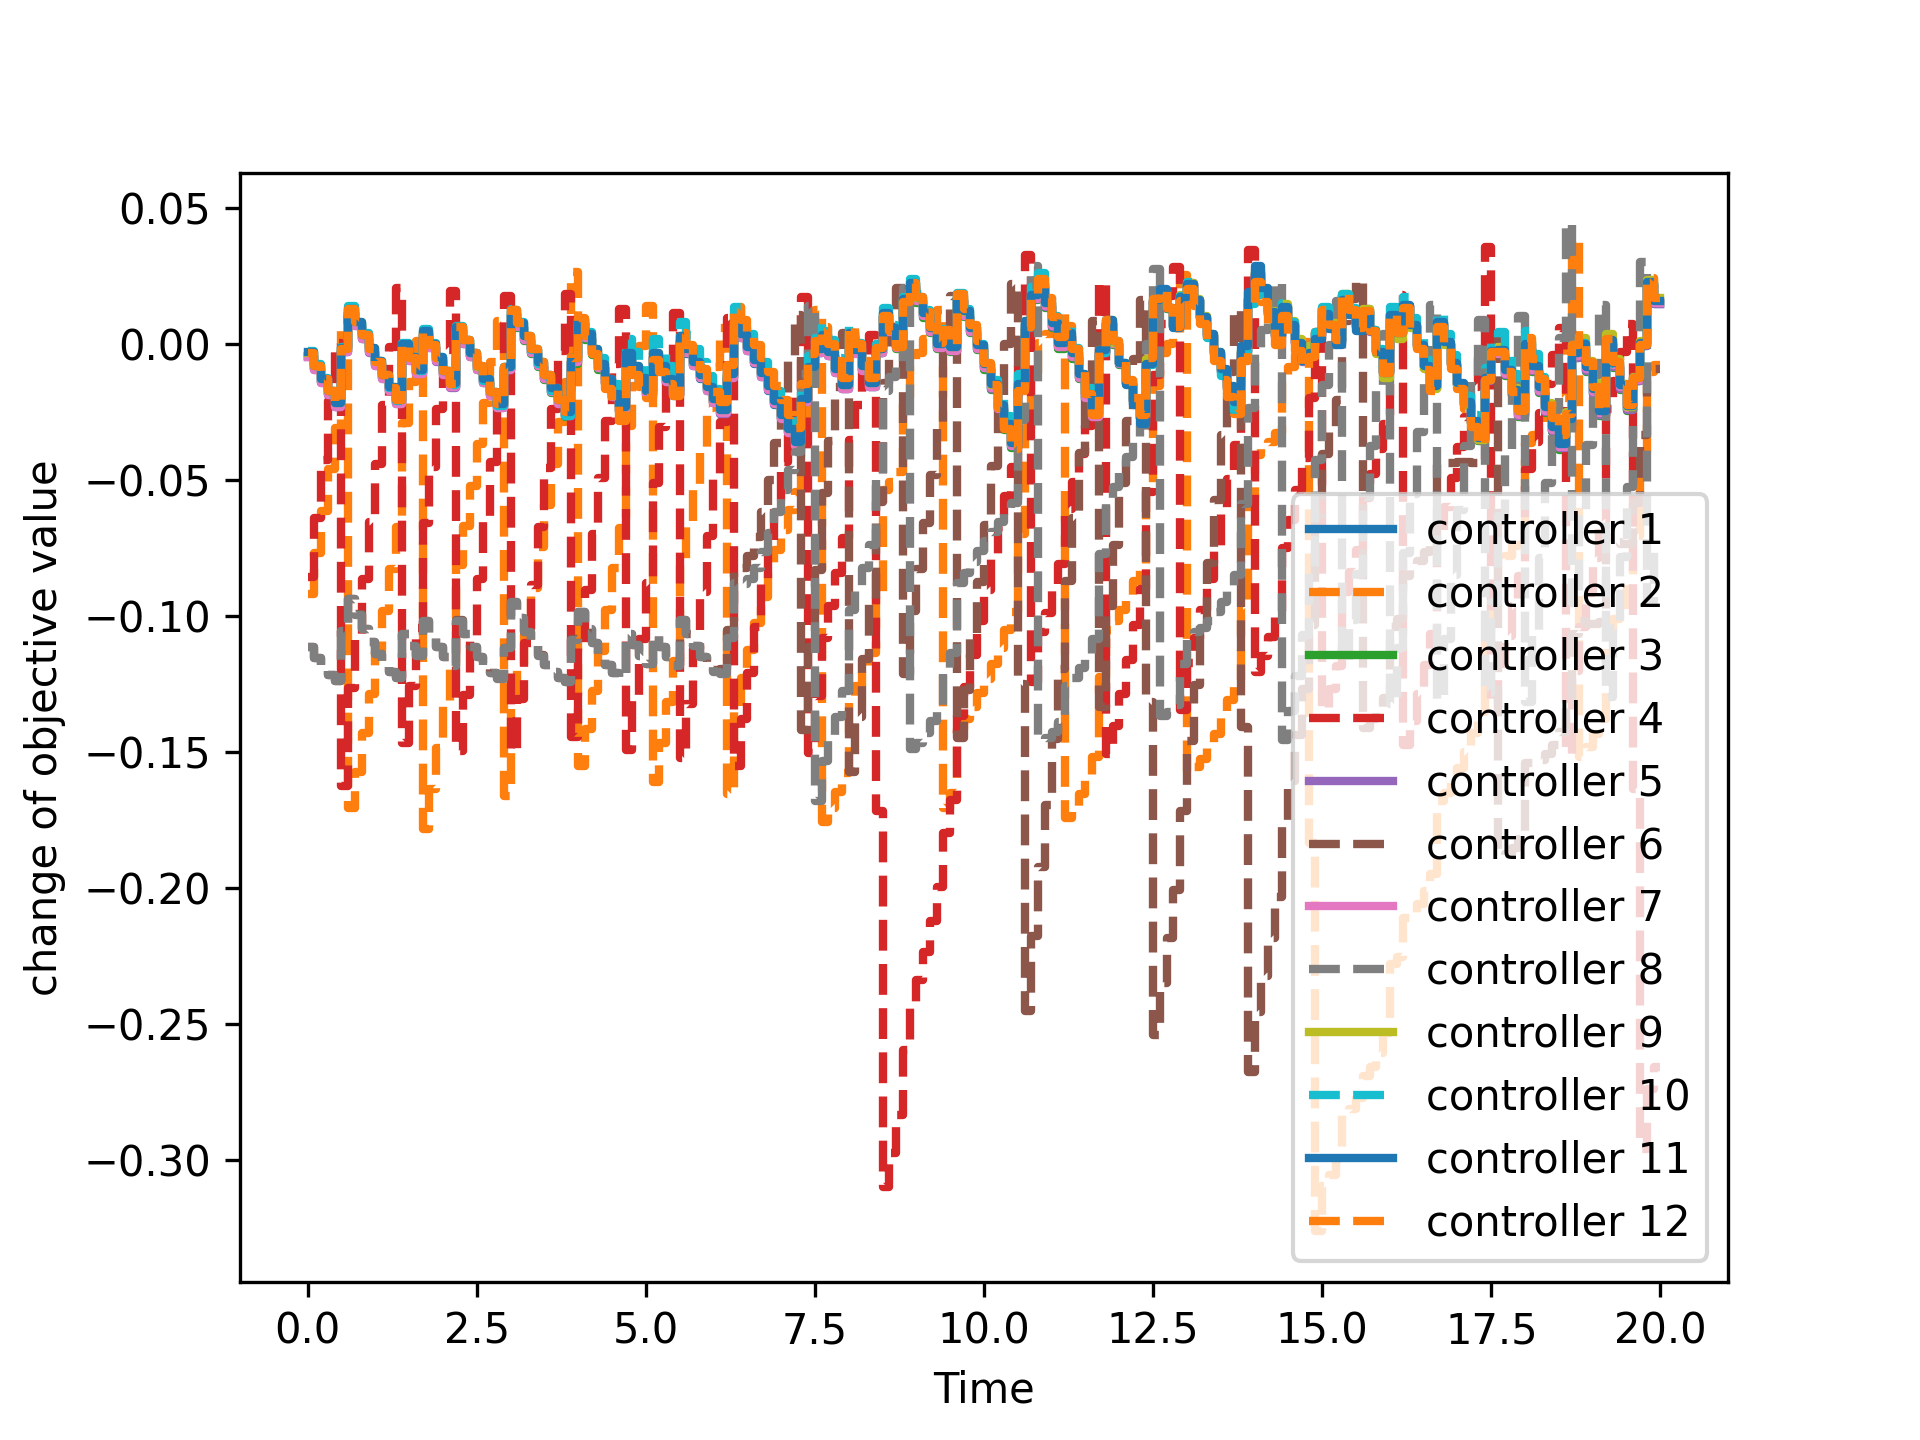 change of objective value
0.05
0.00
−0.05
−0.10
−0.15
−0.20
−0.25
−0.30
controller 1
controller 2
controller 3
controller 4
controller 5
controller 6
controller 7
controller 8
controller 9
controller 10
controller 11
controller 12
0.0 2.5 5.0 7.5 10.0 12.5 15.0 17.5 20.0
Time